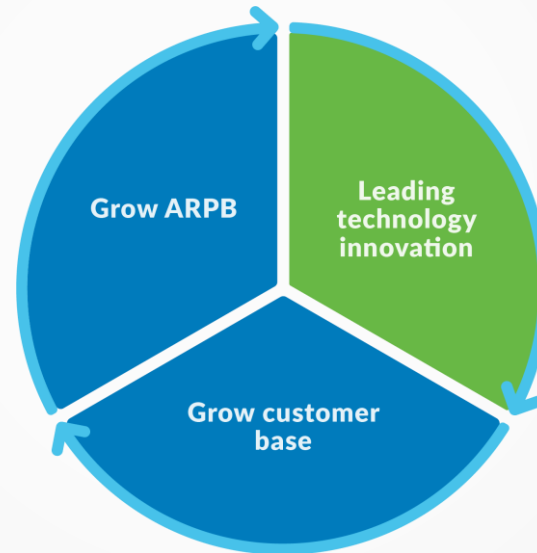 Grow ARPB
Leading
technology
innovation
Grow customer
base